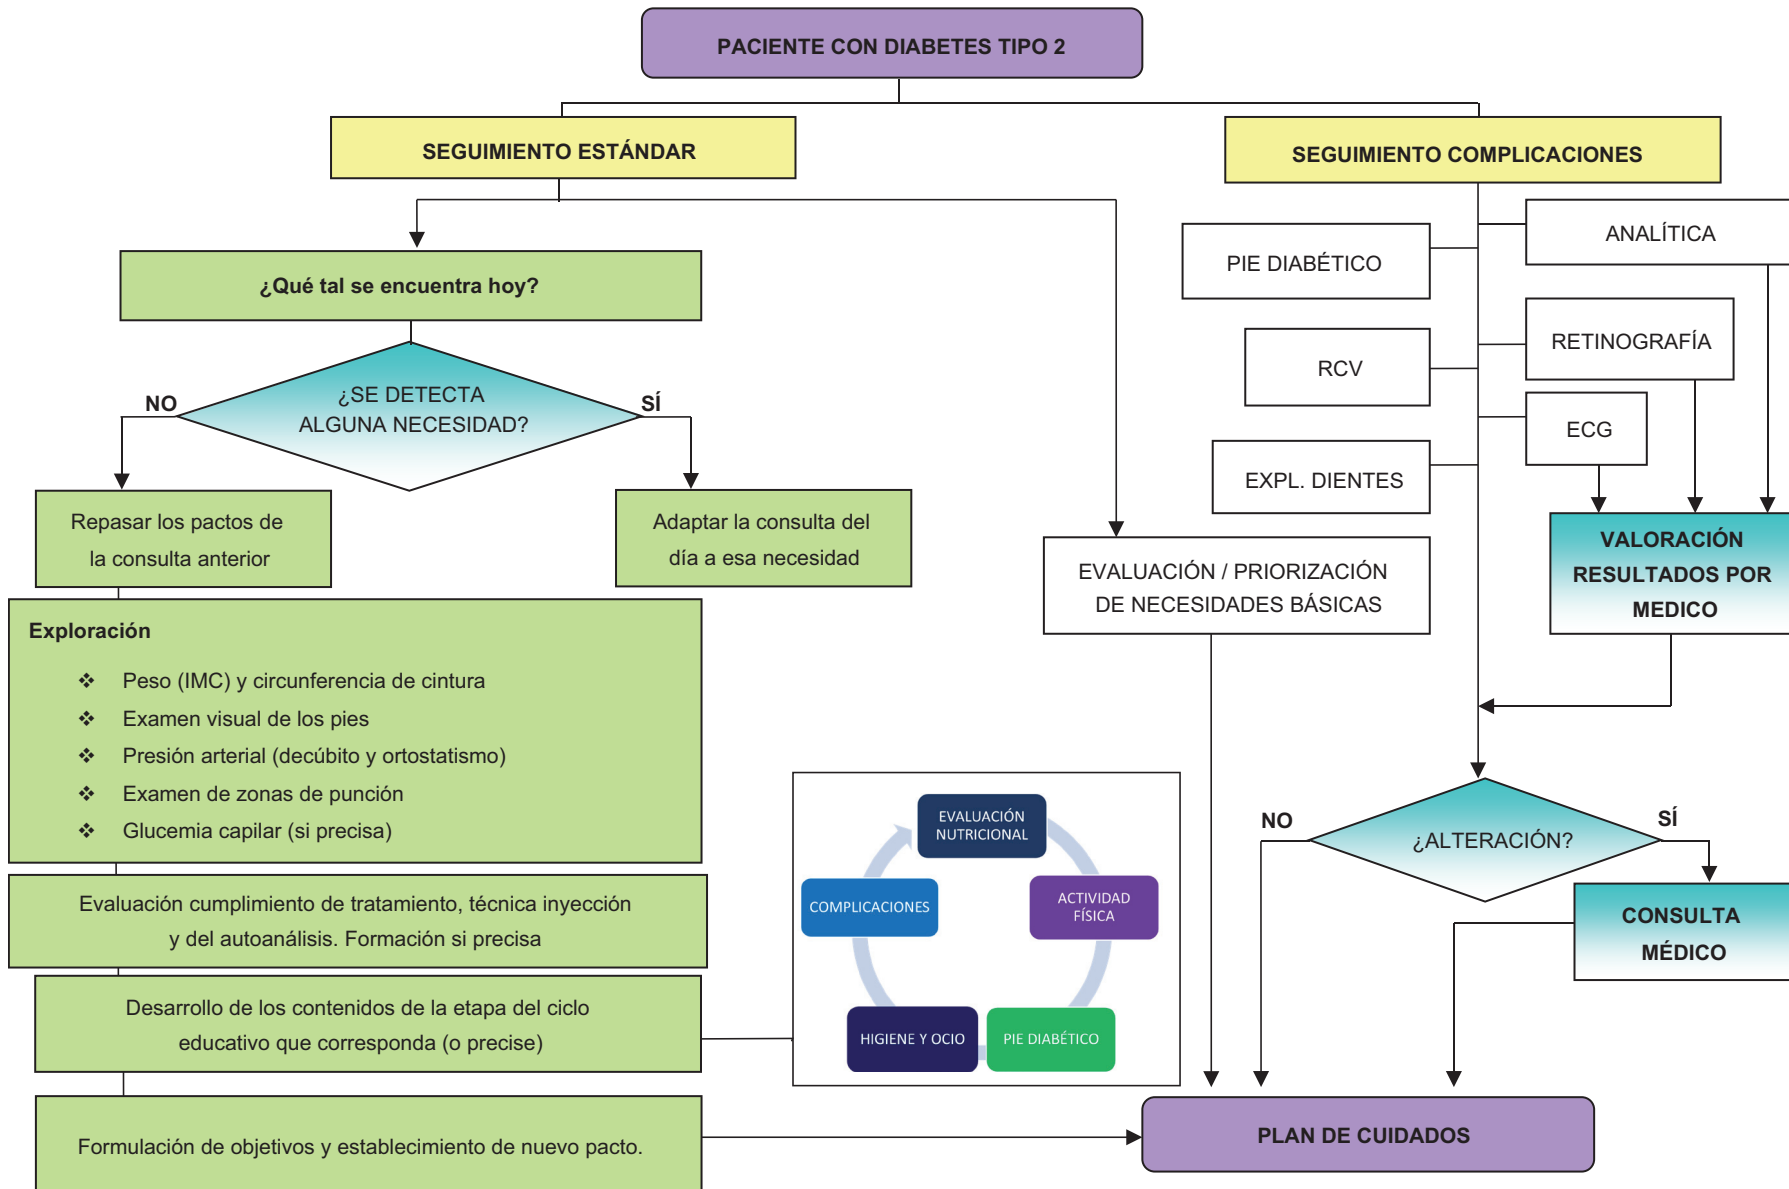 PACIENTE CON DIABETES TIPO 2
SEGUIMIENTO ESTÁNDAR
SEGUIMIENTO COMPLICACIONES
¿Qué tal se encuentra hoy?
¿SE DETECTA
ALGUNA NECESIDAD?
NO
SÍ
Repasar los pactos de
la consulta anterior
Adaptar la consulta del
día a esa necesidad
Exploración
❖ Peso (IMC) y circunferencia de cintura
❖ Examen visual de los pies
❖ Presión arterial (decúbito y ortostatismo)
❖ Examen de zonas de punción
❖ Glucemia capilar (si precisa)
Evaluación cumplimiento de tratamiento, técnica inyección
y del autoanálisis. Formación si precisa
Desarrollo de los contenidos de la etapa del ciclo
educativo que corresponda (o precise)
Formulación de objetivos y establecimiento de nuevo pacto.
EVALUACIÓN
NUTRICIONAL
ACTIVIDAD
FÍSICA
PIE DIABÉTICO
HIGIENE Y OCIO
COMPLICACIONES
EVALUACIÓN / PRIORIZACIÓN
DE NECESIDADES BÁSICAS
PIE DIABÉTICO
RCV
EXPL. DIENTES
ANALÍTICA
RETINOGRAFÍA
ECG
VALORACIÓN
RESULTADOS POR
MEDICO
¿ALTERACIÓN?
NO
SÍ
CONSULTA
MÉDICO
PLAN DE CUIDADOS